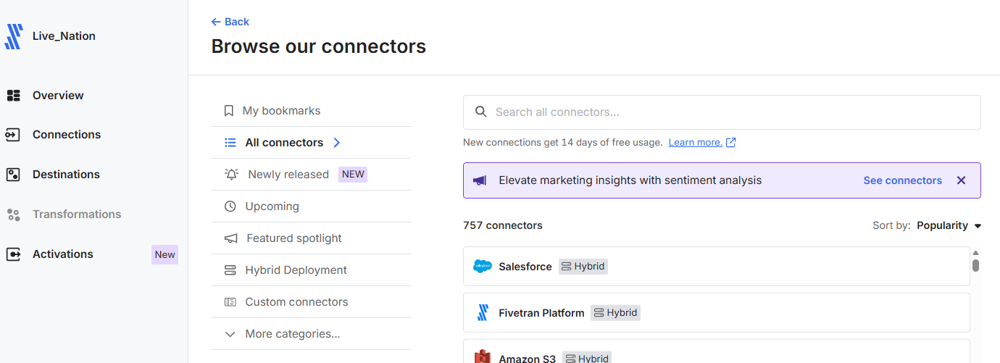 Live_Nation
Overview
Connections
Destinations
Transformations
Activations New
Back
Browse our connectors
My bookmarks
All connectors
Newly released NEW
Upcoming
Featured spotlight
Hybrid Deployment
Custom connectors
More categories...
Search all connectors...
New connections get 14 days of free usage. Learn more.
Elevate marketing insights with sentiment analysis See connectors
757 connectors Sort by: Popularity
Salesforce Hybrid
Fivetran Platform Hybrid
Amazon S3 Hybrid